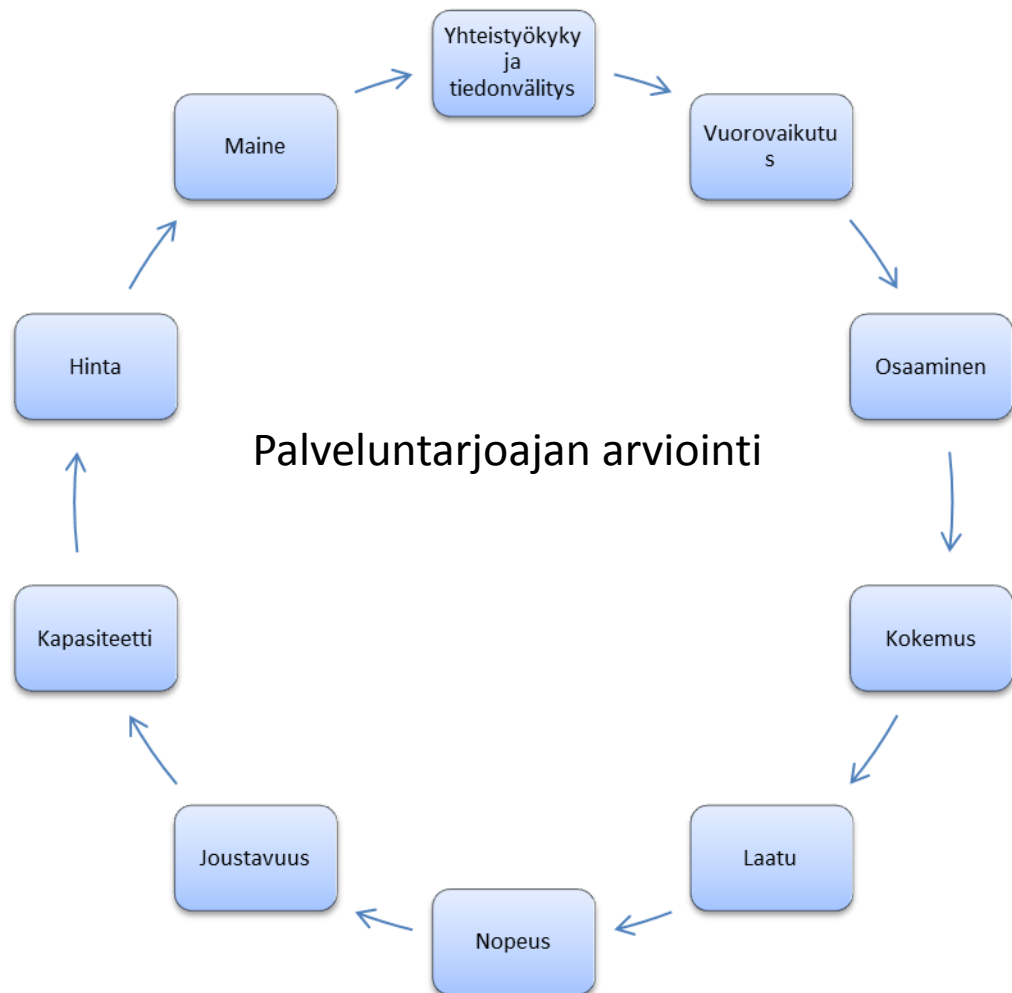 Yhteistyökyky
ja
tiedonvälitys
Vuorovaikutu
s
Osaaminen
Kokemus
Laatu
Nopeus
Joustavuus
Kapasiteetti
Hinta
Maine
Palveluntarjoajan arviointi